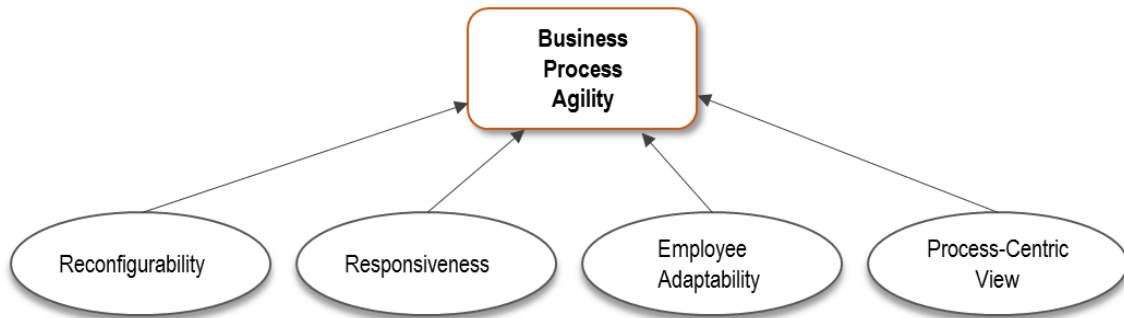 Business
Process
Agility
Reconfigurability
Responsiveness
Employee
Adaptability
Process-Centric
View